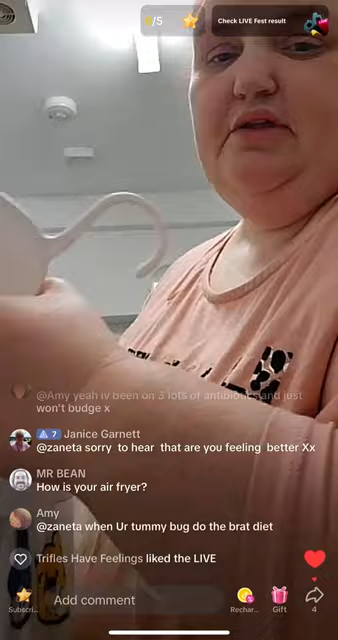 /5
Check LIVE Fest result
@Amy yeah iv been on 3 lots of antibiotics and just
won't budge x
7 Janice Garnett
@zaneta sorry to hear that are you feeling better Xx
MR BEAN
How is your air fryer?
Amy
@zaneta when Ur tummy bug do the brat diet
Trifles Have Feelings liked the LIVE
Subscri...
Add comment
Rechar...
Gift
4